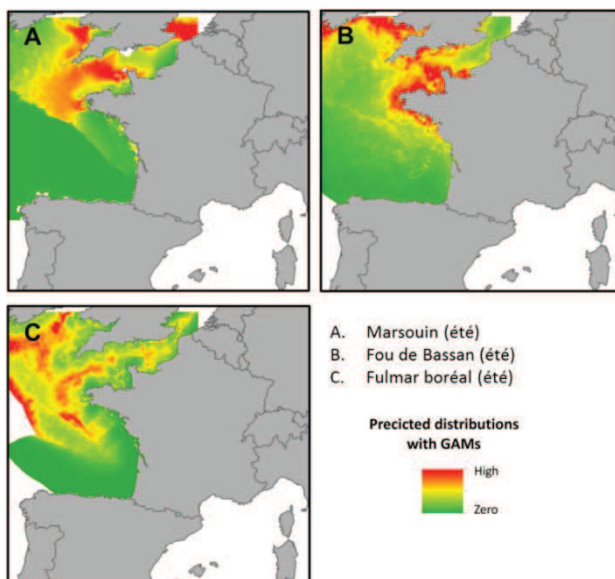 A
B
C
A. Marsouin (été)
B. Fou de Bassan (été)
C. Fulmar boréal (été)
Precicted distributions
with GAMs
High
Zero